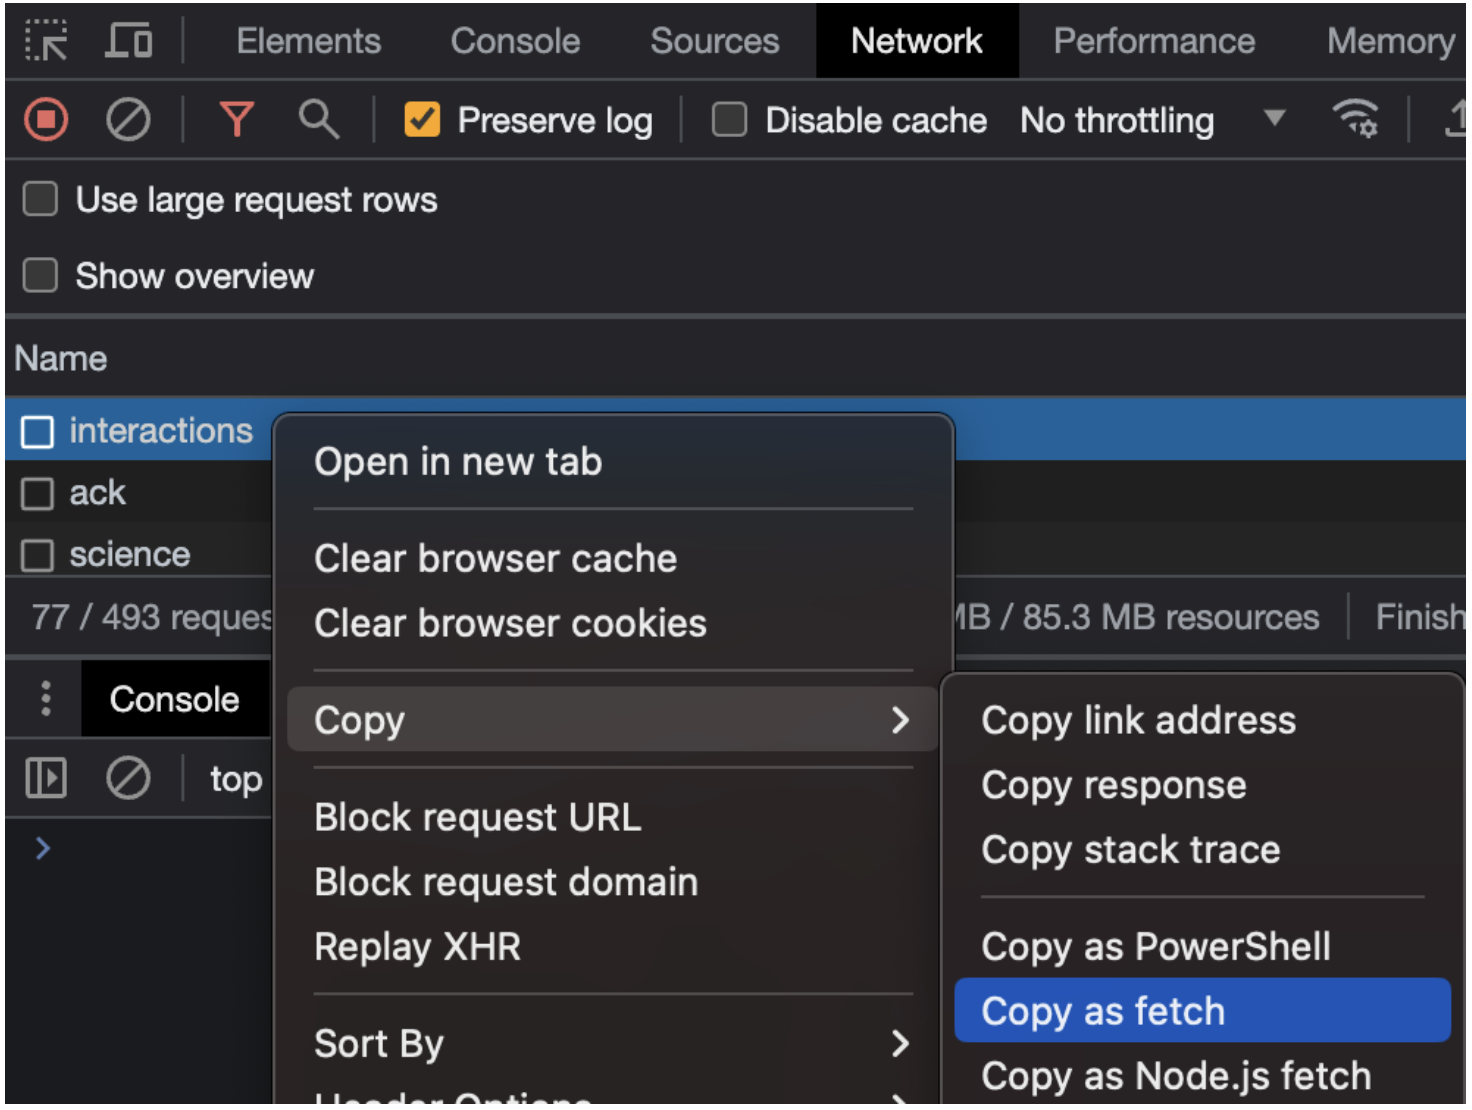 Elements Console Sources Network Performance Memory
Preserve log Disable cache No throttling
Use large request rows
Show overview
Name
interactions
ack
science
77 / 493 reques MB / 85.3 MB resources Finish
Console
top
Open in new tab
Clear browser cache
Clear browser cookies
Copy
Block request URL
Block request domain
Replay XHR
Sort By
Header Options
Copy link address
Copy response
Copy stack trace
Copy as PowerShell
Copy as fetch
Copy as Node.js fetch